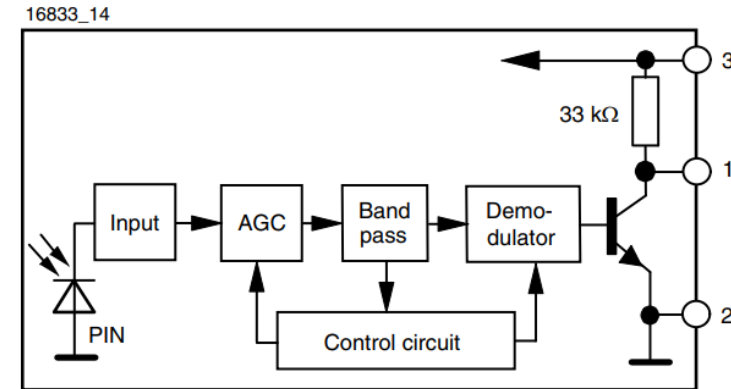 16833_14
3
33 kΩ
1
Input
AGC
Band
pass
Demo-
dulator
2
PIN
Control circuit